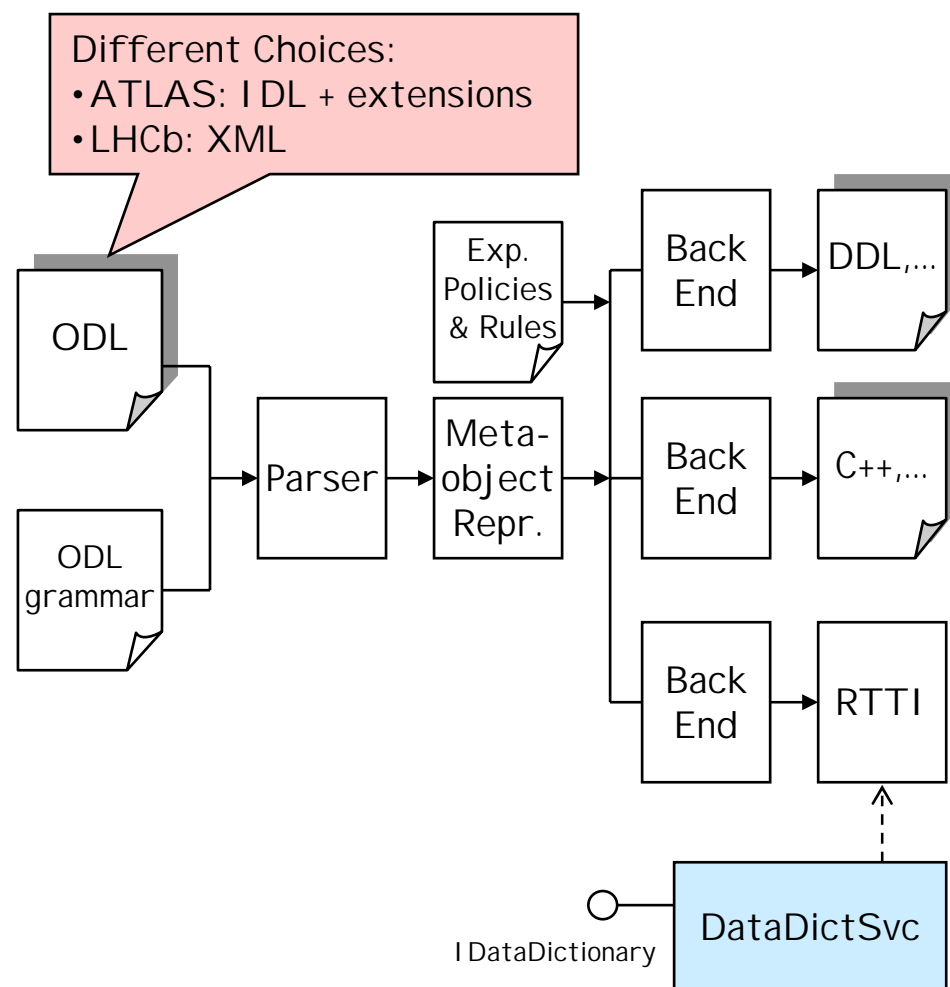 Different Choices:
•ATLAS: IDL + extensions
•LHCb: XML
ODL
Exp.
Policies
& Rules
Back
End
DDL,...
Parser
Meta-
object
Repr.
Back
End
C++,...
ODL
grammar
Back
End
RTTI
IDataDictionary
DataDictSvc